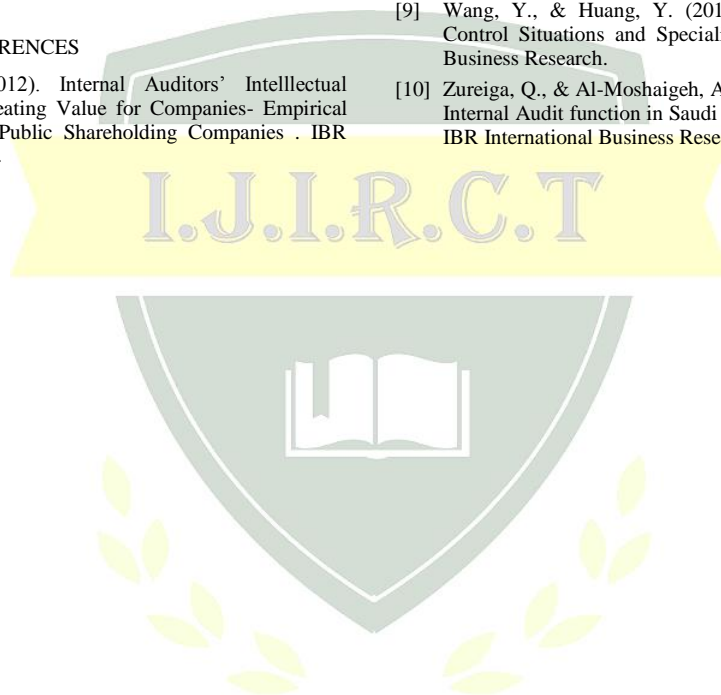 RENCES
012). Internal Auditors’ Intelllectual
eating Value for Companies- Empirical
Public Shareholding Companies . IBR
.
[9] Wang, Y., & Huang, Y. (201
Control Situations and Speciali
Business Research.
[10] Zureiga, Q., & Al-Moshaigeh, A
Internal Audit function in Saudi
IBR International Business Rese
I.J.I.R.C.T